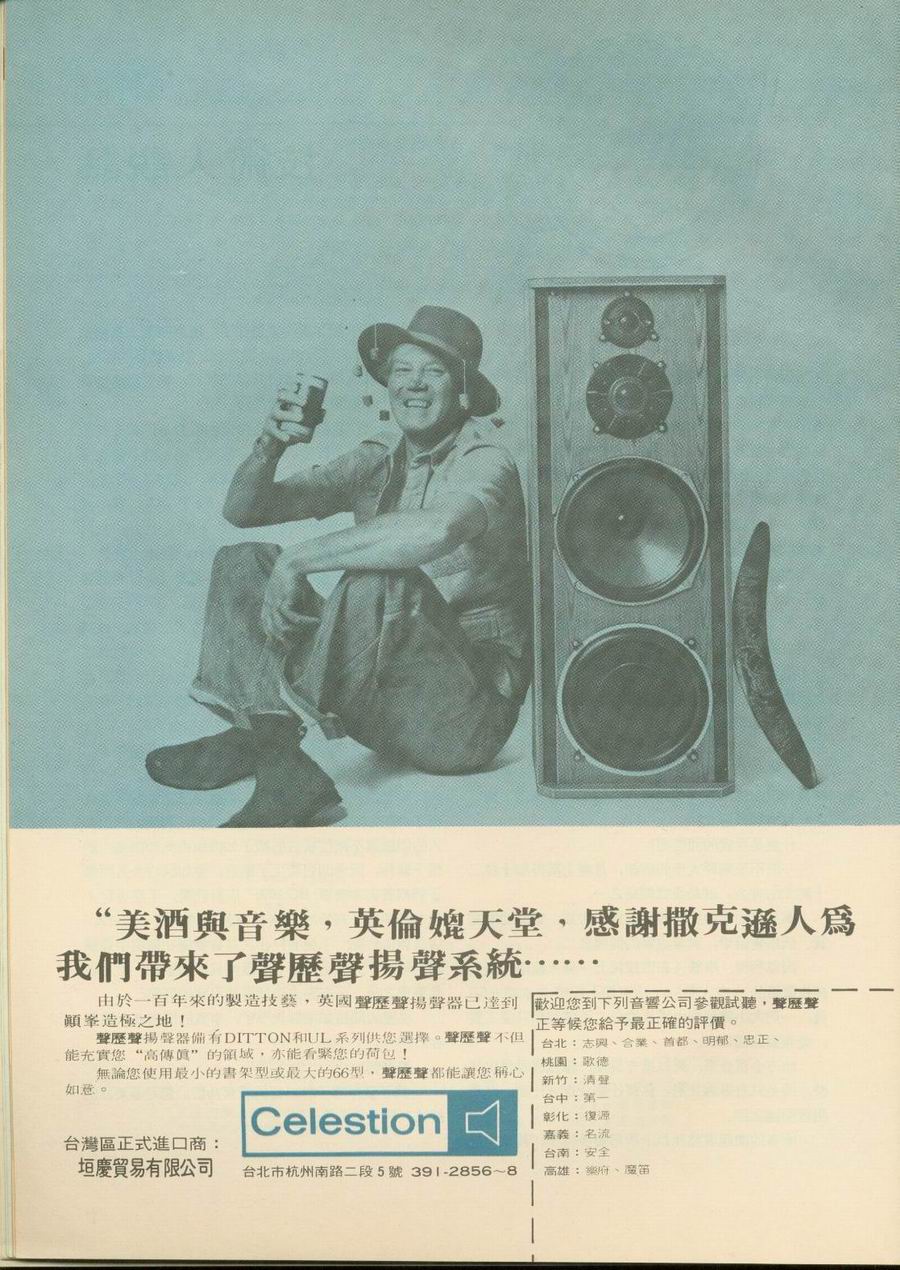 “美酒與音樂，英倫媲天堂，感謝撒克遜人爲
我們帶來了聲歷聲揚聲系統……
由於一百年來的製造技藝，英國聲歷聲揚聲器已達到
顚峯造極之地！
聲歷聲揚聲器備有DITTON和UL系列供您選擇。聲歷聲不但
能充實您“高傳眞”的領域，亦能看緊您的荷包！
無論您使用最小的書架型或最大的66型，聲歷聲都能讓您稱心
如意。
Celestion
台灣區正式進口商：
垣慶貿易有限公司
台北市杭州南路二段5號 391-2856～8
歡迎您到下列音響公司參觀試聽，聲歷聲
正等候您給予最正確的評價。
台北：志興、合業、首都、明郁、忠正、
桃園：歌德
新竹：清聲
台中：第一
彰化：復源
嘉義：名流
台南：安全
高雄：樂府、魔笛